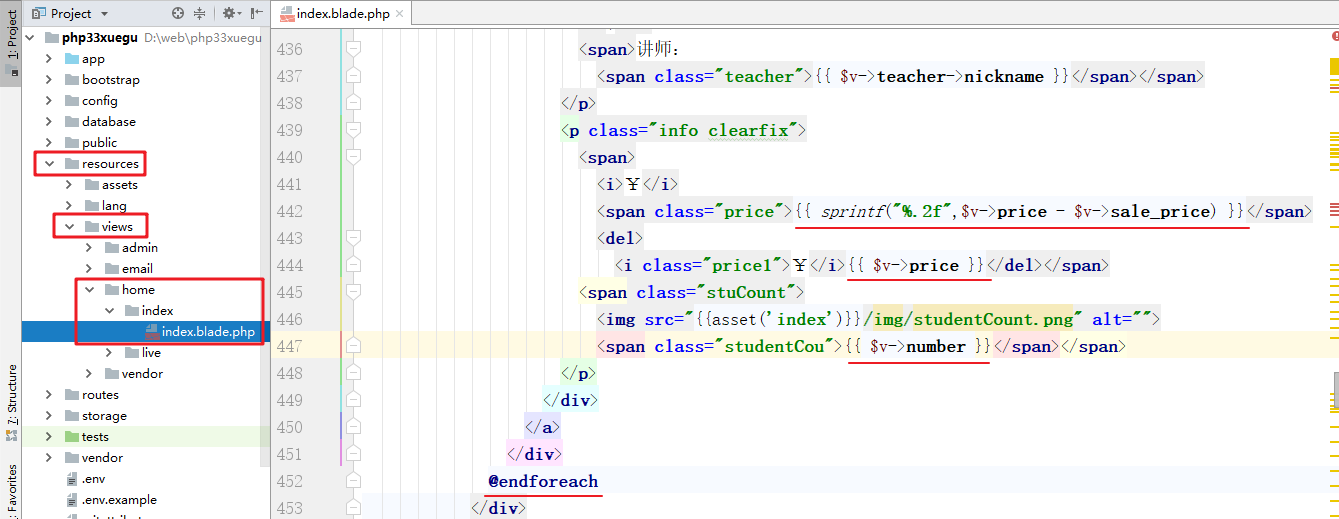 Project
index.blade.php ×
1: Project
php33xuegu D:\web\php33xuegu
app
bootstrap
config
database
public
resources
assets
lang
views
admin
email
home
index
index.blade.php
live
vendor
routes
storage
tests
vendor
.env
.env.example
7: Structure
Favorites
436 <span>讲师：
437 <span class="teacher">{{ $v->teacher->nickname }}</span></span>
438 </p>
439 <p class="info clearfix">
440 <span>
441 <i>￥</i>
442 <span class="price">{{ sprintf("%.2f",$v->price - $v->sale_price) }}</span>
443 <del>
444 <i class="price1">￥</i>{{ $v->price }}</del></span>
445 <span class="stuCount">
446 <img src="{{asset('index')}}/img/studentCount.png" alt="">
447 <span class="studentCou">{{ $v->number }}</span></span>
448 </p>
449 </div>
450 </a>
451 </div>
452 @endforeach
453 </div>